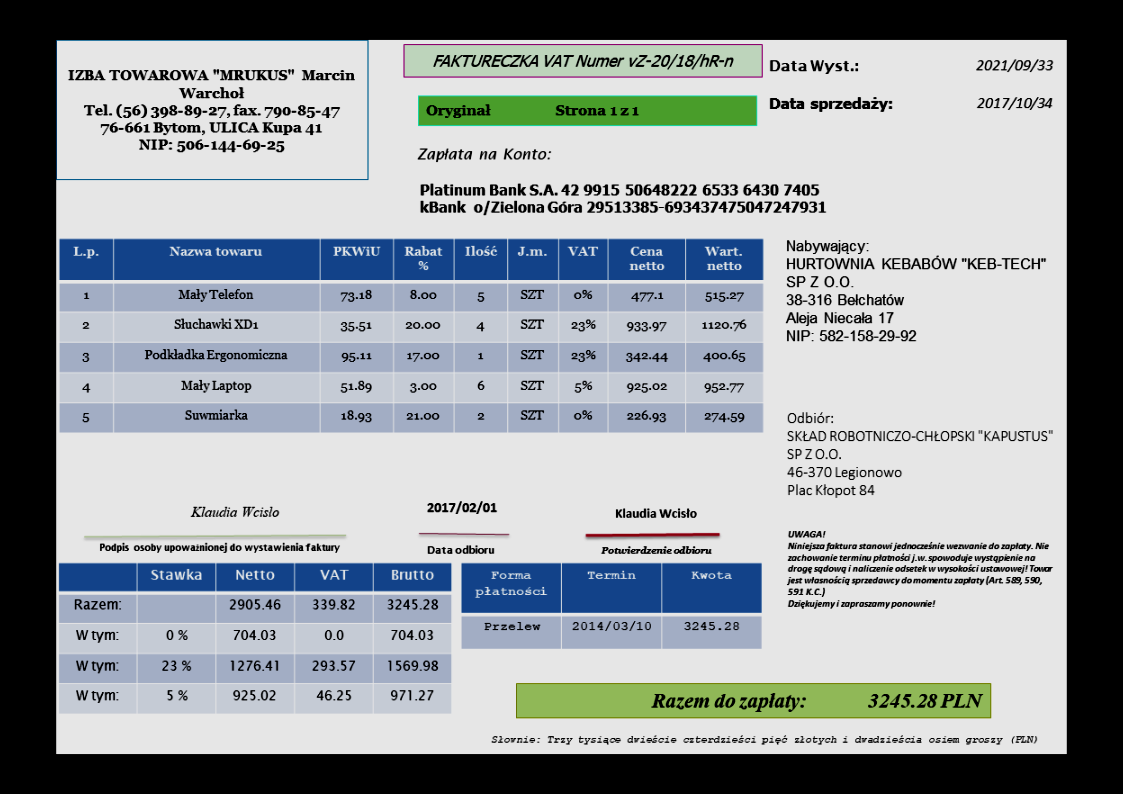 IZBA TOWAROWA "MRUKUS" Marcin
Warchoł
Tel. (56) 398-89-27, fax. 790-85-47
76-661 Bytom, ULICA Kupa 41
NIP: 506-144-69-25
FAKTURECZKA VAT Numer vZ-20/18/hR-n
Oryginał Strona 1 z 1
Data Wyst.: 2021/09/33
Data sprzedaży: 2017/10/34
Zapłata na Konto:
Platinum Bank S.A. 42 9915 50648222 6533 6430 7405
kBank o/Zielona Góra 29513385-693437475047247931
L.p. Nazwa towaru PKWiU Rabat % Ilość J.m. VAT Cena netto Wart. netto
1 Mały Telefon 73.18 8.00 5 SZT 0% 477.1 515.27
2 Słuchawki XD1 35.51 20.00 4 SZT 23% 933.97 1120.76
3 Podkładka Ergonomiczna 95.11 17.00 1 SZT 23% 342.44 400.65
4 Mały Laptop 51.89 3.00 6 SZT 5% 925.02 952.77
5 Suwmiarka 18.93 21.00 2 SZT 0% 226.93 274.59
Nabywający:
HURTOWNIA KEBABÓW "KEB-TECH"
SP Z O.O.
38-316 Bełchatów
Aleja Niecała 17
NIP: 582-158-29-92
Odbiór:
SKŁAD ROBOTNICZO-CHŁOPSKI "KAPUSTUS"
SP Z O.O.
46-370 Legionowo
Plac Kłopot 84
Klaudia Wcisło
Podpis osoby upoważnionej do wystawienia faktury
2017/02/01
Data odbioru
Klaudia Wcisło
Potwierdzenie odbioru
UWAGA!
Niniejsza faktura stanowi jednocześnie wezwanie do zapłaty. Nie
zachowanie terminu płatności j.w. spowoduje wystąpienie na
drogę sądową i naliczenie odsetek w wysokości ustawowej! Towar
jest własnością sprzedawcy do momentu zapłaty (Art. 589, 590,
591 K.C.)
Dziękujemy i zapraszamy ponownie!
Stawka Netto VAT Brutto
Razem: 2905.46 339.82 3245.28
W tym: 0 % 704.03 0.0 704.03
W tym: 23 % 1276.41 293.57 1569.98
W tym: 5 % 925.02 46.25 971.27
Forma płatności Termin Kwota
Przelew 2014/03/10 3245.28
Razem do zapłaty: 3245.28 PLN
Słownie: Trzy tysiące dwieście czterdzieści pięć złotych i dwadzieścia osiem groszy (PLN)